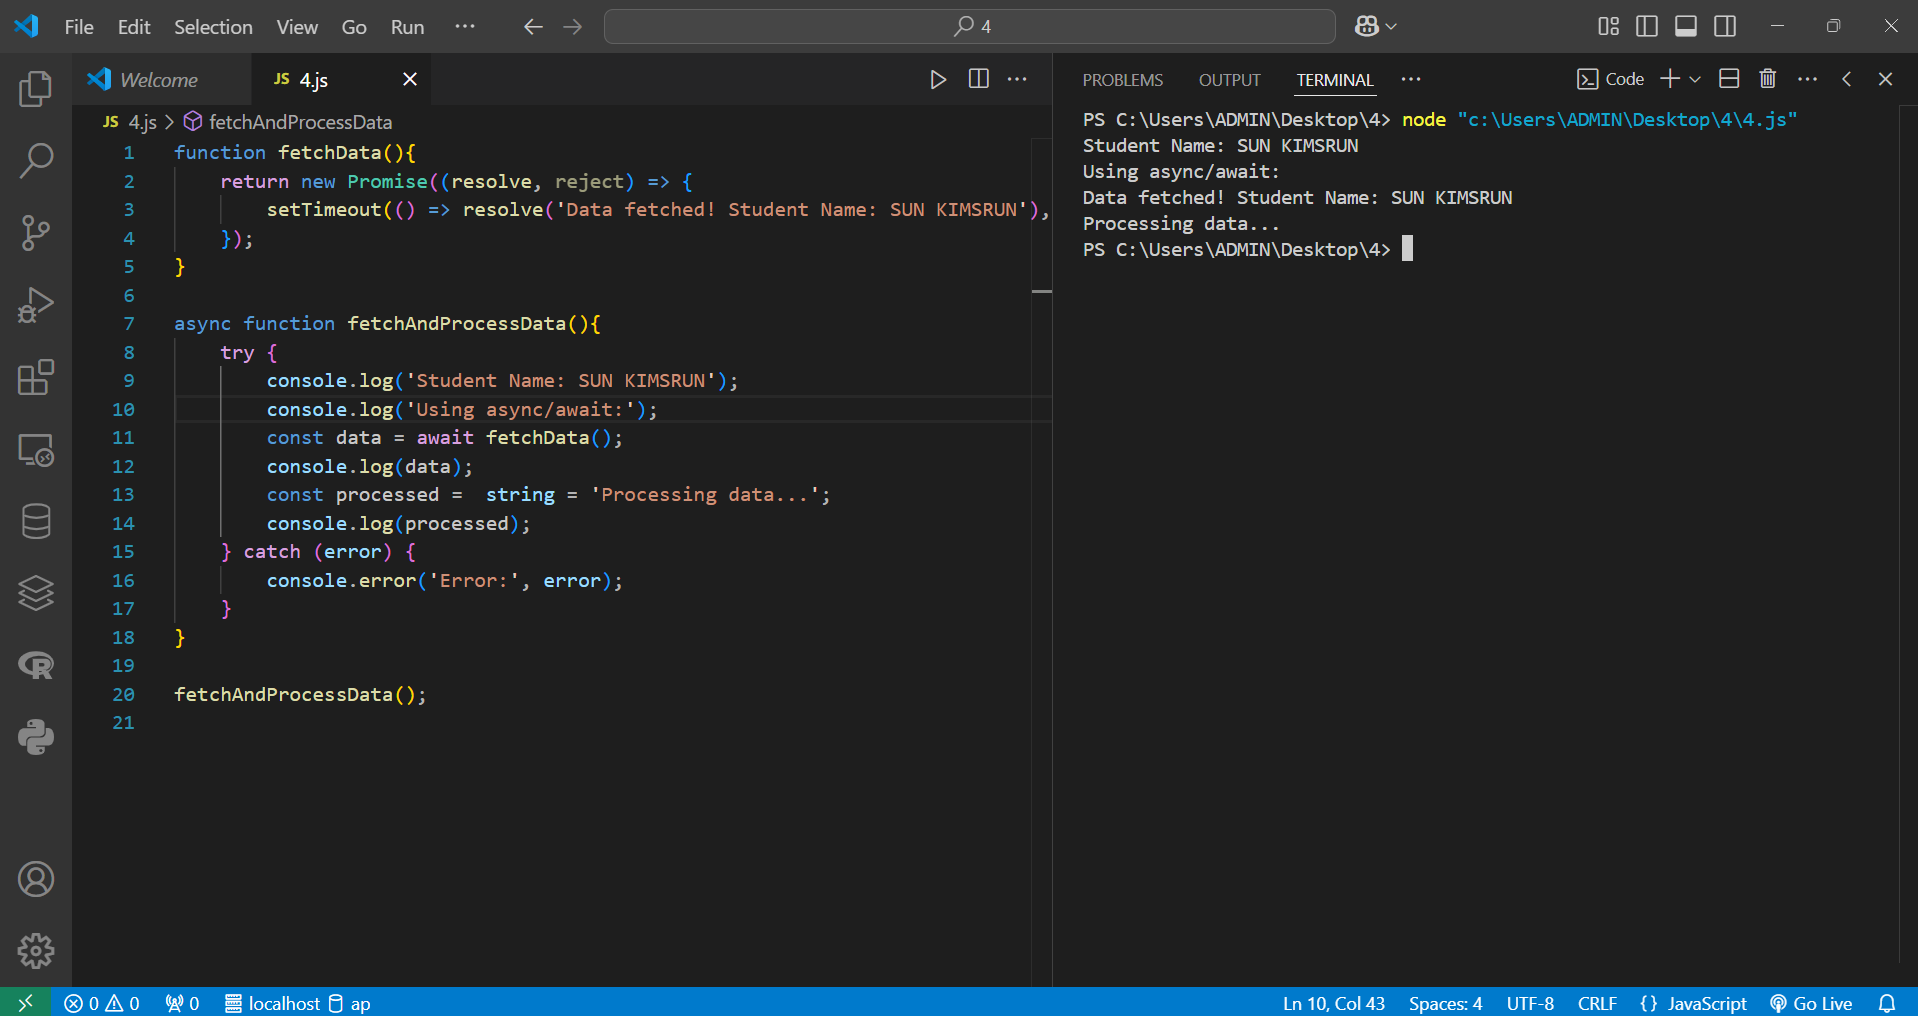 File Edit Selection View Go Run ··· 4
Welcome
JS 4.js
JS 4.js > fetchAndProcessData
1 function fetchData(){
2     return new Promise((resolve, reject) => {
3         setTimeout(() => resolve('Data fetched! Student Name: SUN KIMSRUN'),
4     });
5 }
6
7 async function fetchAndProcessData(){
8     try {
9         console.log('Student Name: SUN KIMSRUN');
10         console.log('Using async/await:');
11         const data = await fetchData();
12         console.log(data);
13         const processed =  string = 'Processing data...';
14         console.log(processed);
15     } catch (error) {
16         console.error('Error:', error);
17     }
18 }
19
20 fetchAndProcessData();
21
PROBLEMS OUTPUT TERMINAL ··· Code ···
PS C:\Users\ADMIN\Desktop\4> node "c:\Users\ADMIN\Desktop\4\4.js"
Student Name: SUN KIMSRUN
Using async/await:
Data fetched! Student Name: SUN KIMSRUN
Processing data...
PS C:\Users\ADMIN\Desktop\4>
0 0 0 localhost ap Ln 10, Col 43 Spaces: 4 UTF-8 CRLF {} JavaScript Go Live